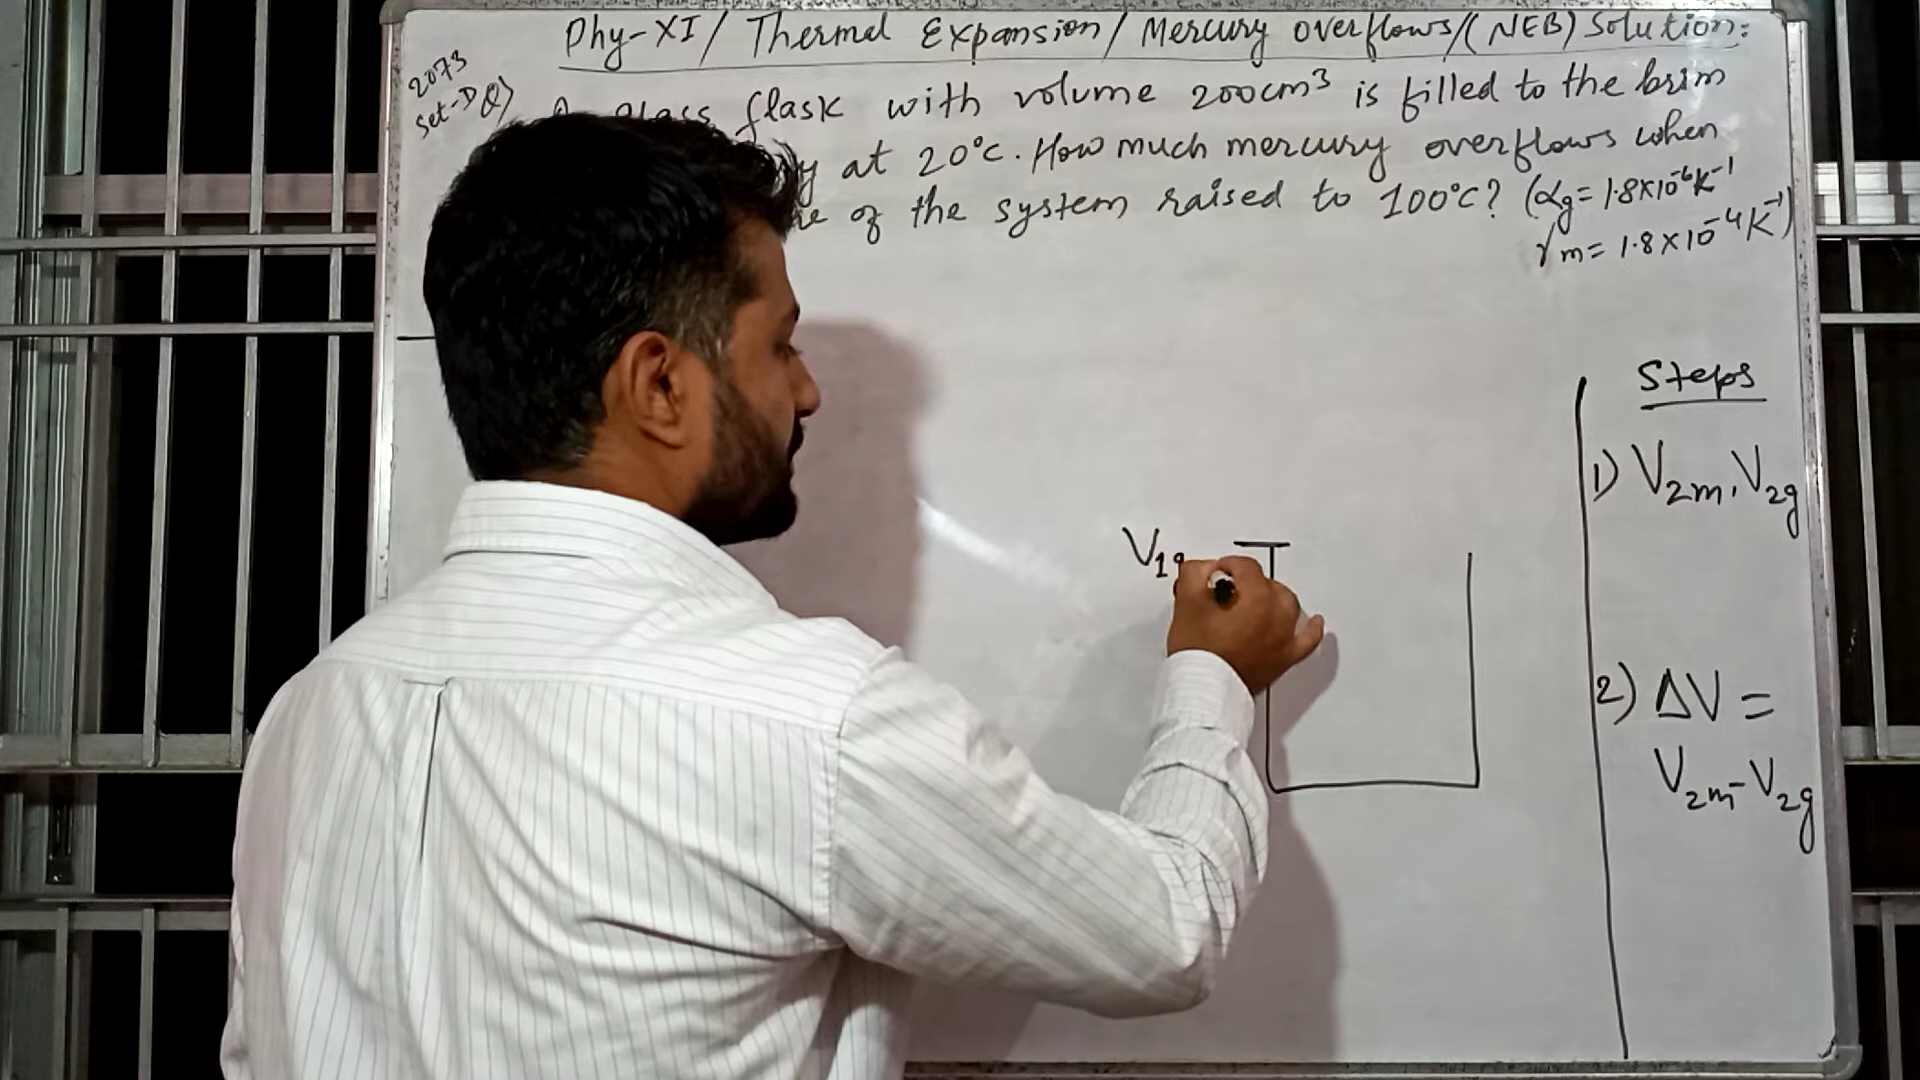 Phy-XI/ Thermal Expansion/ Mercury overflows/(NEB) Solution:
2073
Set-D Q) glass flask with volume 200cm³ is filled to the brim
at 20°C. How much mercury overflows when
of the system raised to 100°C? (αg = 1.8×10⁻⁶K⁻¹
γm = 1.8×10⁻⁴K⁻¹)
Steps
1) V2m, V2g
V1g
2) ΔV =
V2m - V2g